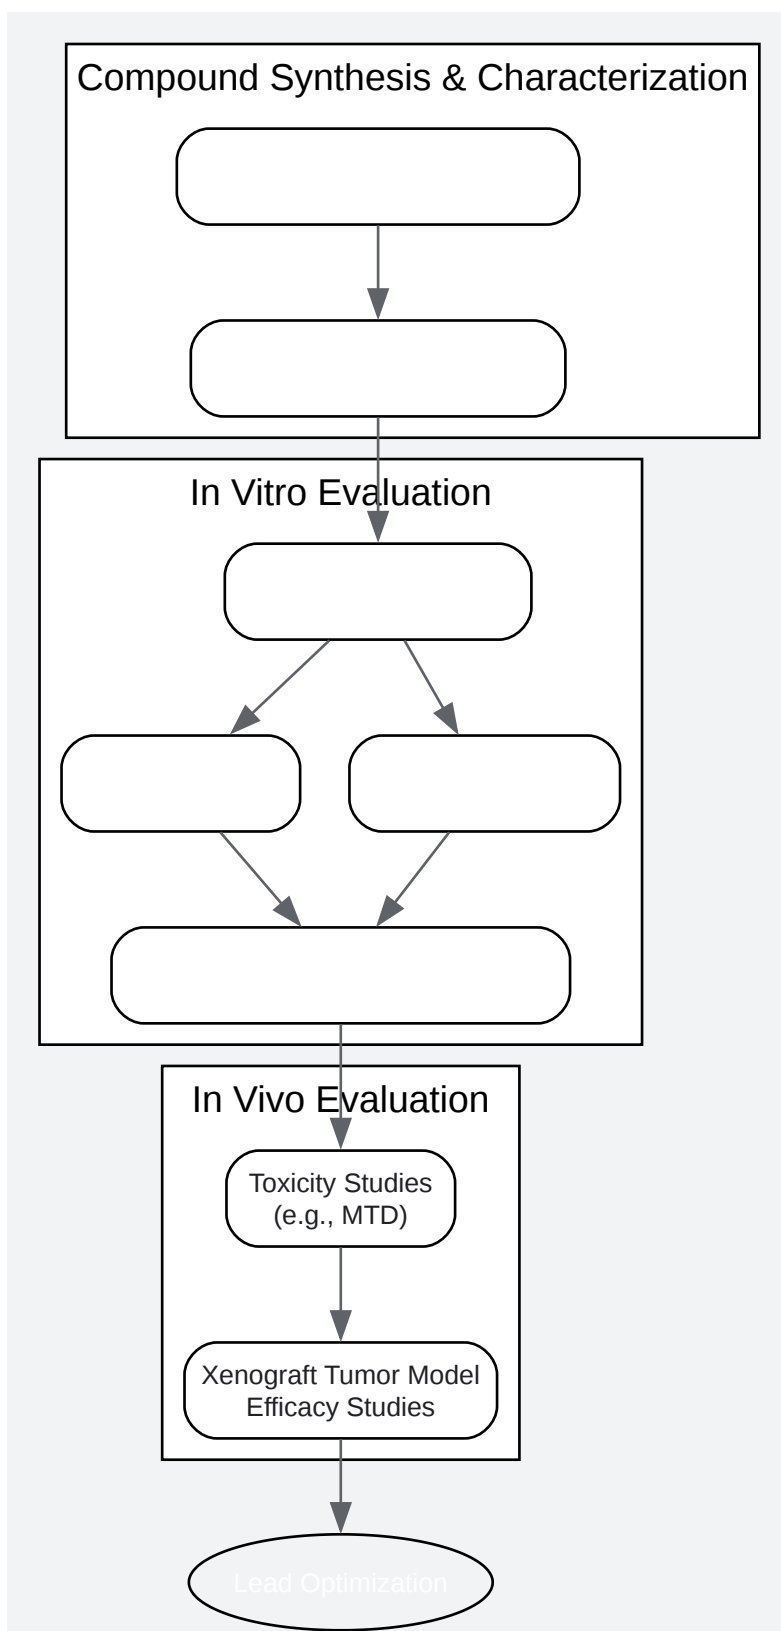 Compound Synthesis & Characterization
In Vitro Evaluation
In Vivo Evaluation
Toxicity Studies
(e.g., MTD)
Xenograft Tumor Model
Efficacy Studies
Lead Optimization